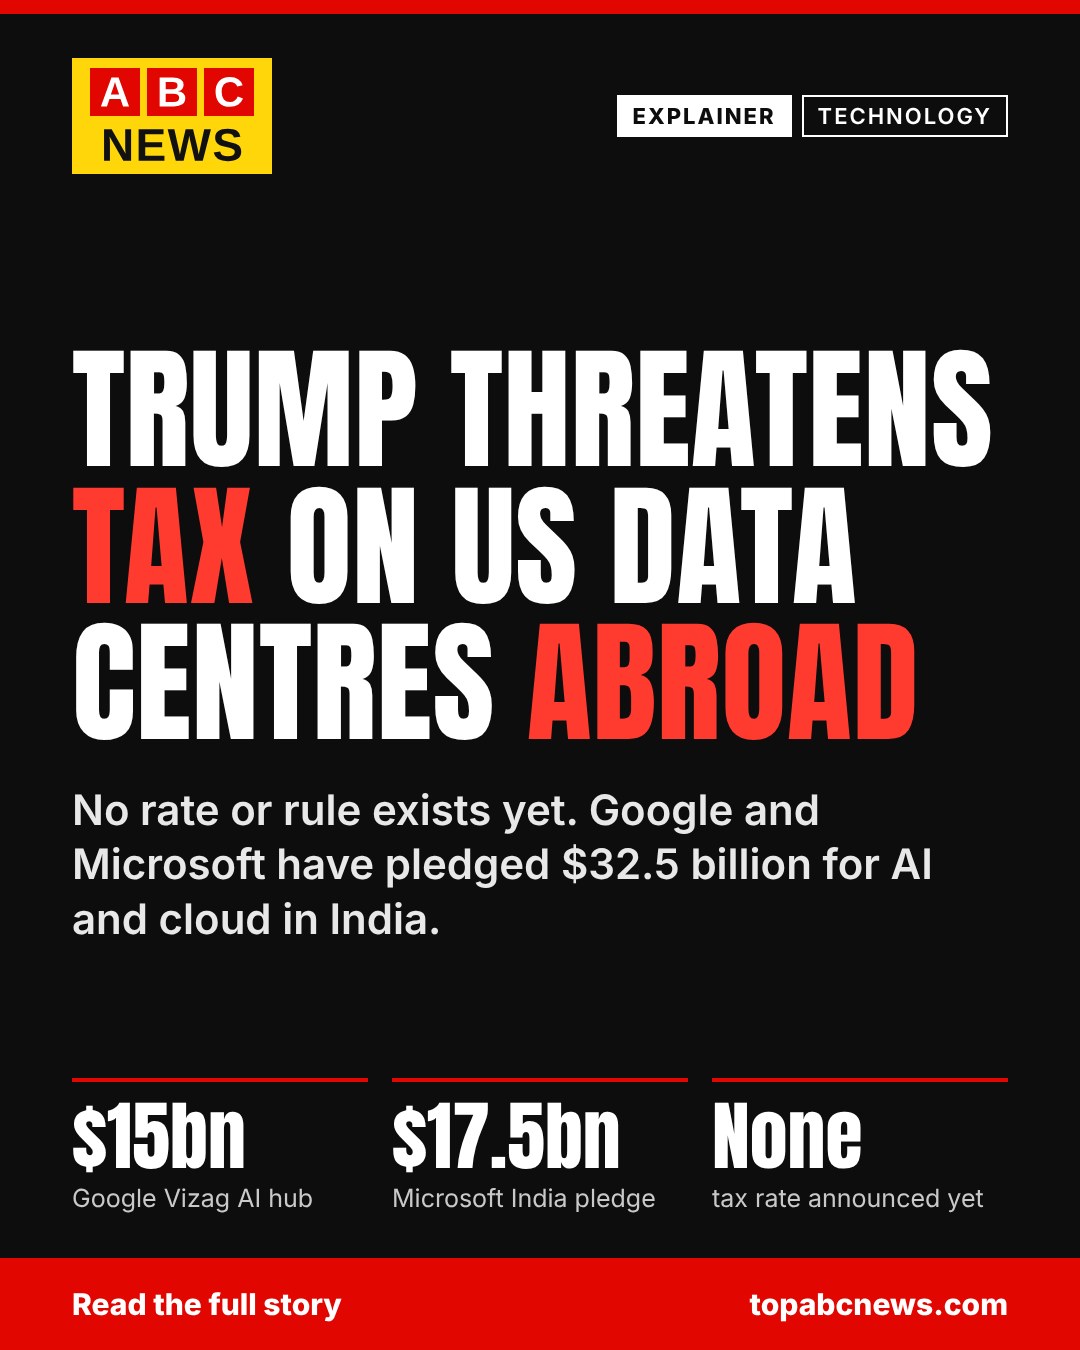 ABC
NEWS
EXPLAINER
TECHNOLOGY
TRUMP THREATENS
TAX ON US DATA
CENTRES ABROAD
No rate or rule exists yet. Google and
Microsoft have pledged $32.5 billion for AI
and cloud in India.
$15bn
Google Vizag AI hub
$17.5bn
Microsoft India pledge
None
tax rate announced yet
Read the full story
topabcnews.com